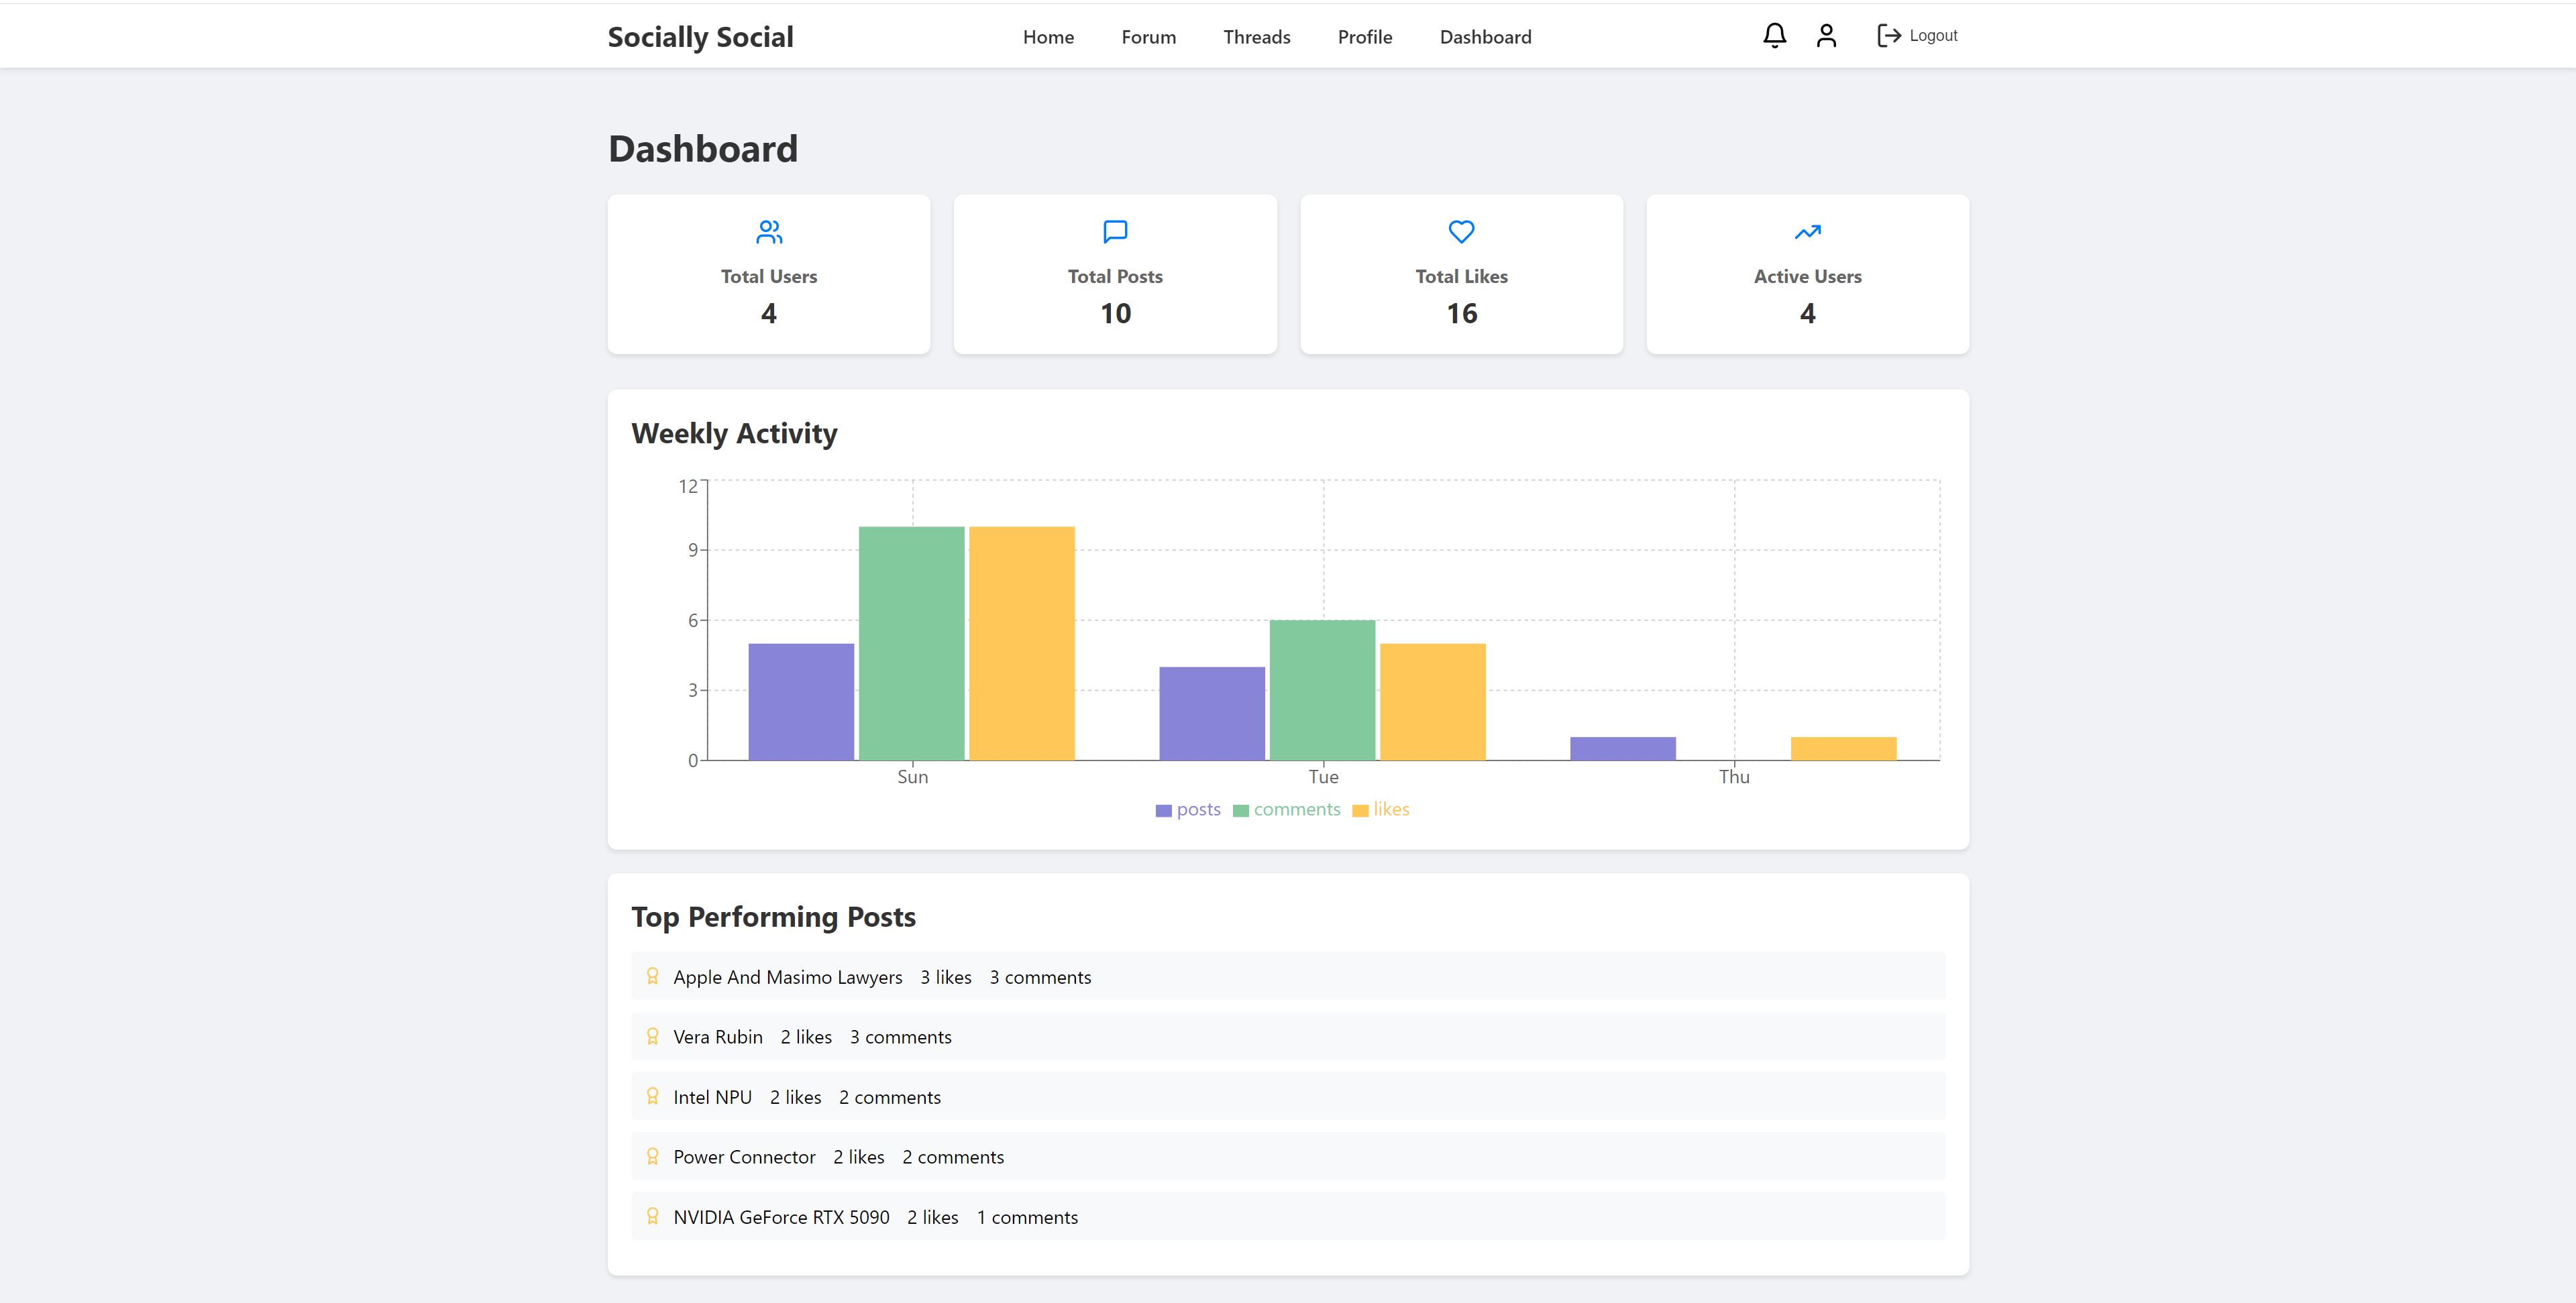 Socially Social Home Forum Threads Profile Dashboard Logout
Dashboard
Total Users Total Posts Total Likes Active Users
4 10 16 4
Weekly Activity
12
9
6
3
0
Sun Tue Thu
posts comments likes
Top Performing Posts
Apple And Masimo Lawyers 3 likes 3 comments
Vera Rubin 2 likes 3 comments
Intel NPU 2 likes 2 comments
Power Connector 2 likes 2 comments
NVIDIA GeForce RTX 5090 2 likes 1 comments